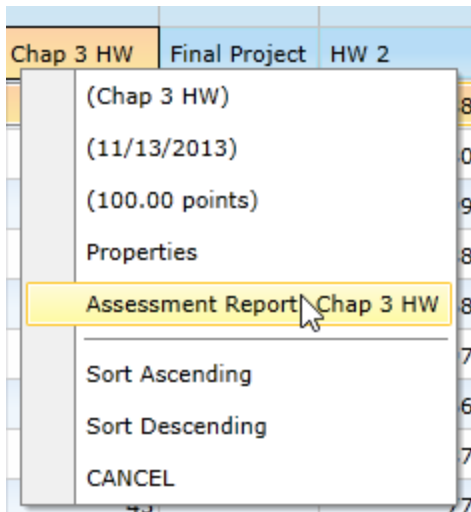 Chap 3 HW Final Project HW 2
(Chap 3 HW)
(11/13/2013)
(100.00 points)
Properties
Assessment Report Chap 3 HW
Sort Ascending
Sort Descending
CANCEL